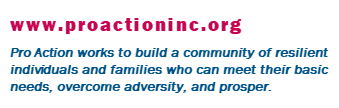 www.proactioninc.org
Pro Action works to build a community of resilient
individuals and families who can meet their basic
needs, overcome adversity, and prosper.